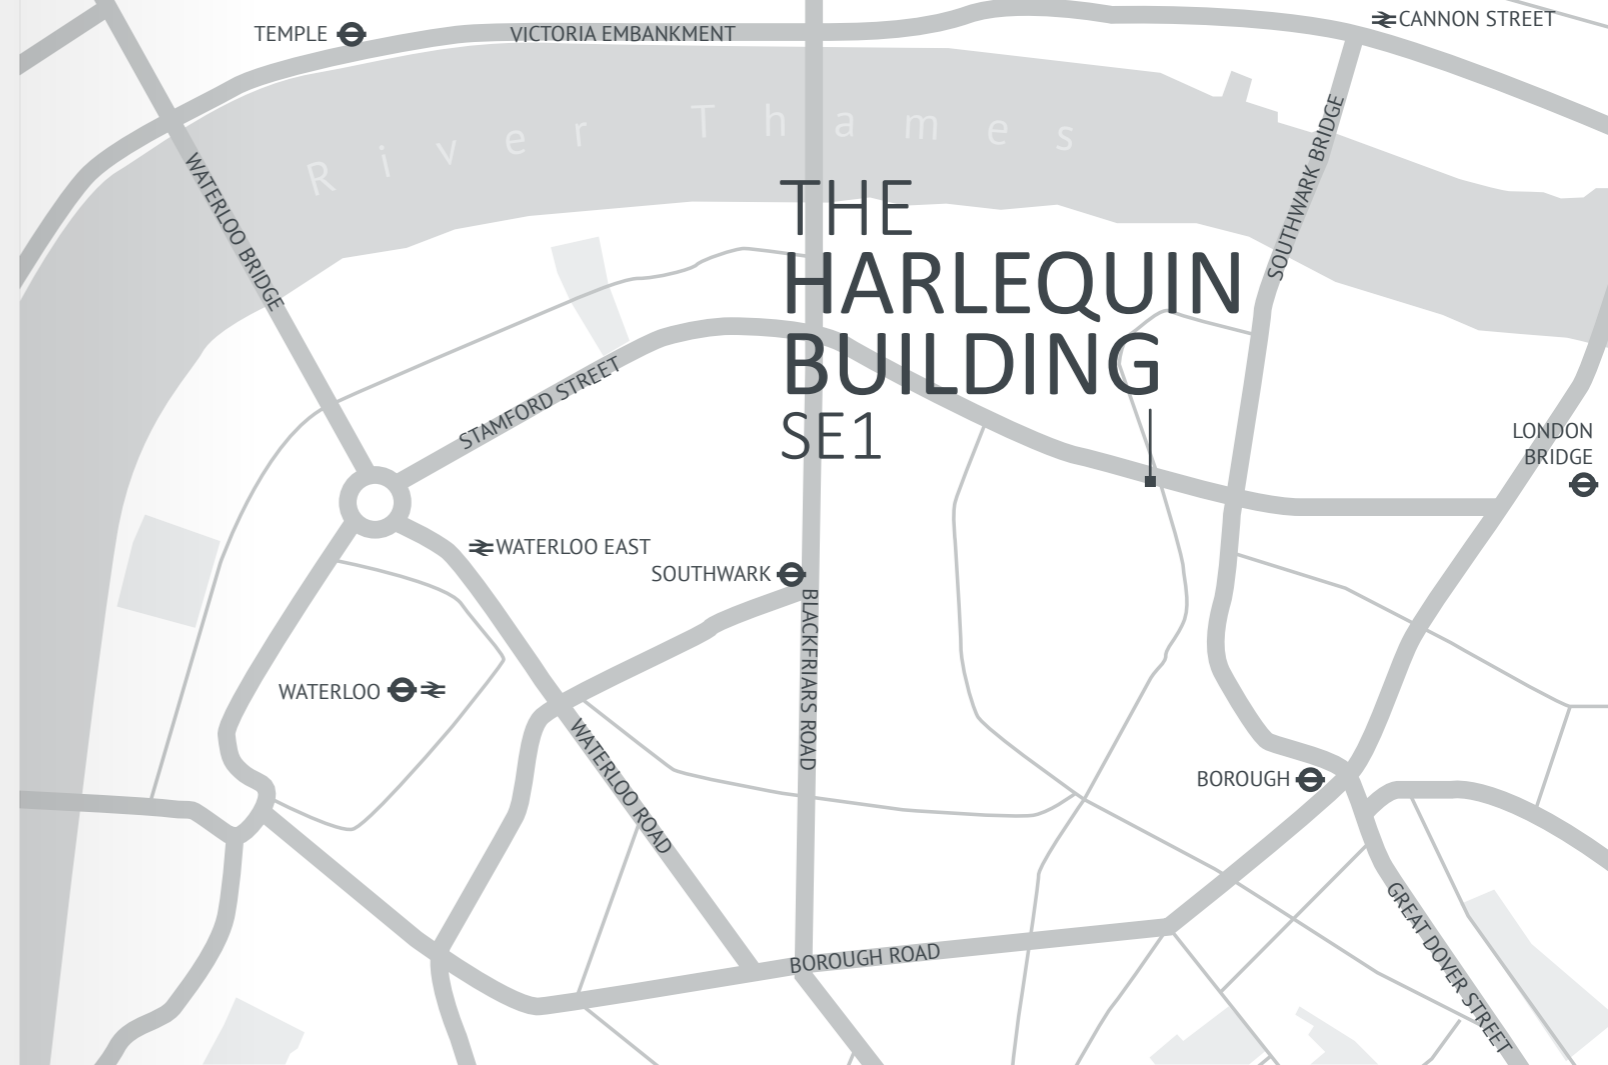 TEMPLE
VICTORIA EMBANKMENT
CANNON STREET
River Thames
WATERLOO BRIDGE
SOUTHWARK BRIDGE
THE
HARLEQUIN
BUILDING
SE1
STAMFORD STREET
LONDON
BRIDGE
WATERLOO EAST
SOUTHWARK
BLACKFRIARS ROAD
WATERLOO
WATERLOO ROAD
BOROUGH
BOROUGH ROAD
GREAT DOVER STREET